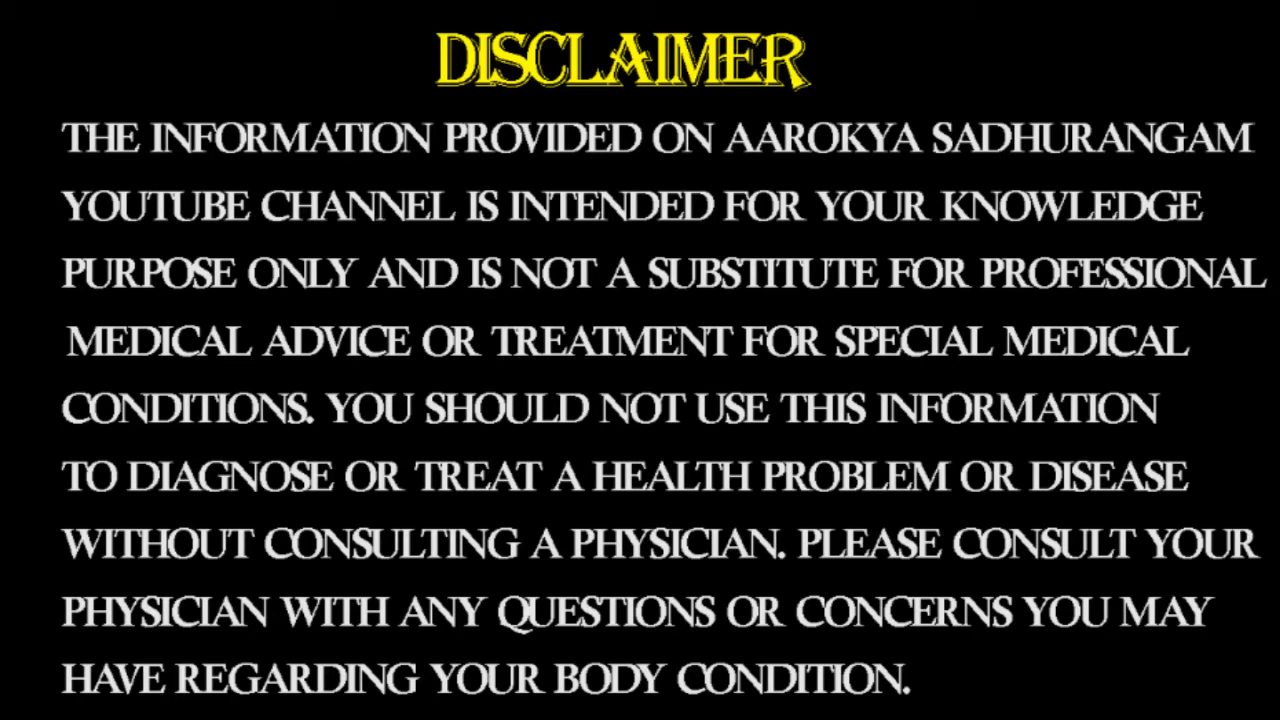 DISCLAIMER
THE INFORMATION PROVIDED ON AAROKYA SADHURANGAM
YOUTUBE CHANNEL IS INTENDED FOR YOUR KNOWLEDGE
PURPOSE ONLY AND IS NOT A SUBSTITUTE FOR PROFESSIONAL
MEDICAL ADVICE OR TREATMENT FOR SPECIAL MEDICAL
CONDITIONS. YOU SHOULD NOT USE THIS INFORMATION
TO DIAGNOSE OR TREAT A HEALTH PROBLEM OR DISEASE
WITHOUT CONSULTING A PHYSICIAN. PLEASE CONSULT YOUR
PHYSICIAN WITH ANY QUESTIONS OR CONCERNS YOU MAY
HAVE REGARDING YOUR BODY CONDITION.